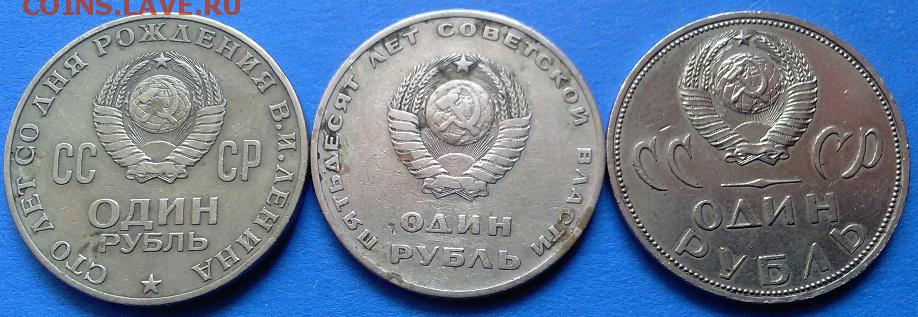 COINS.LAVE.RU
СТО ЛЕТ СО ДНЯ РОЖДЕНИЯ В.И.ЛЕНИНА
СС СР
ОДИН
РУБЛЬ
ПЯТЬДЕСЯТ ЛЕТ СОВЕТСКОЙ ВЛАСТИ
ОДИН
РУБЛЬ
СС СР
ОДИН
РУБЛЬ